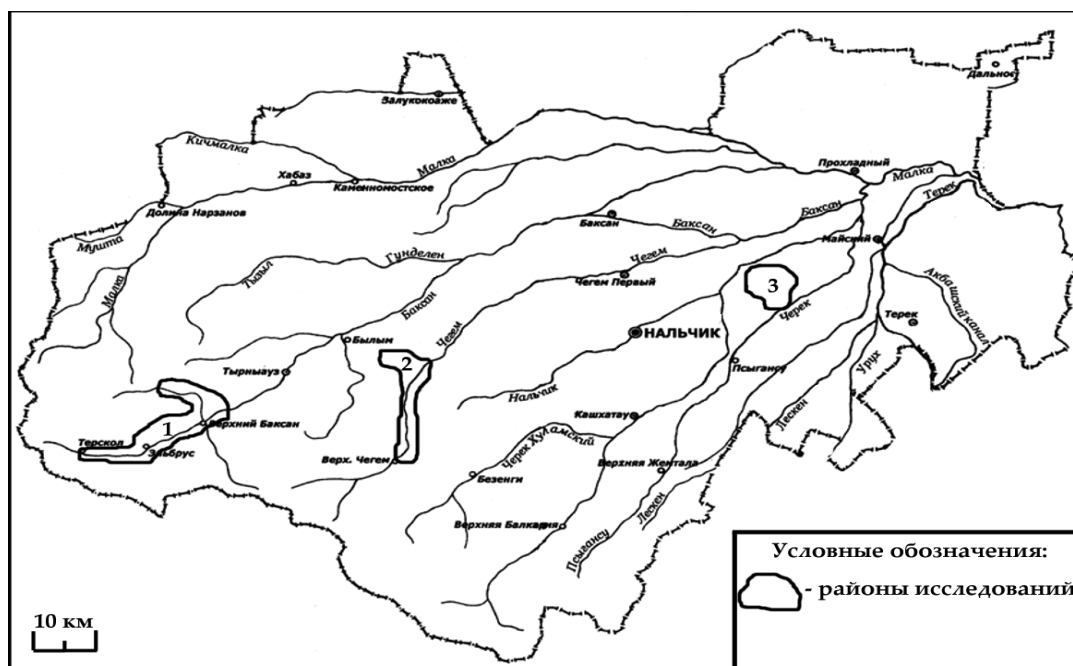 Дальное
Залукокоаже
Кичмалка
Малка
Хабаз
Каменномостское
Прохладный
Малка
Долина Нарзанов
Терек
Баксан
Баксан
Баксан
Мушта
Майский
Гунделен
Чегем
Тызыл
Чегем Первый
Акбашский канал
3
Малка
Баксан
Черек
Терек
НАЛЬЧИК
Былым
Чегем
2
Урух
Псыгансу
Тырныауз
Нальчик
Лескен
Кашхатау
1
Верхний Баксан
Терскол
Эльбрус
Черек Хуламский
Верх. Чегем
Верхняя Жемтала
Безенги
Лескен
Верхняя Балкария
Псыгансу
Условные обозначения:
- районы исследований
10 км